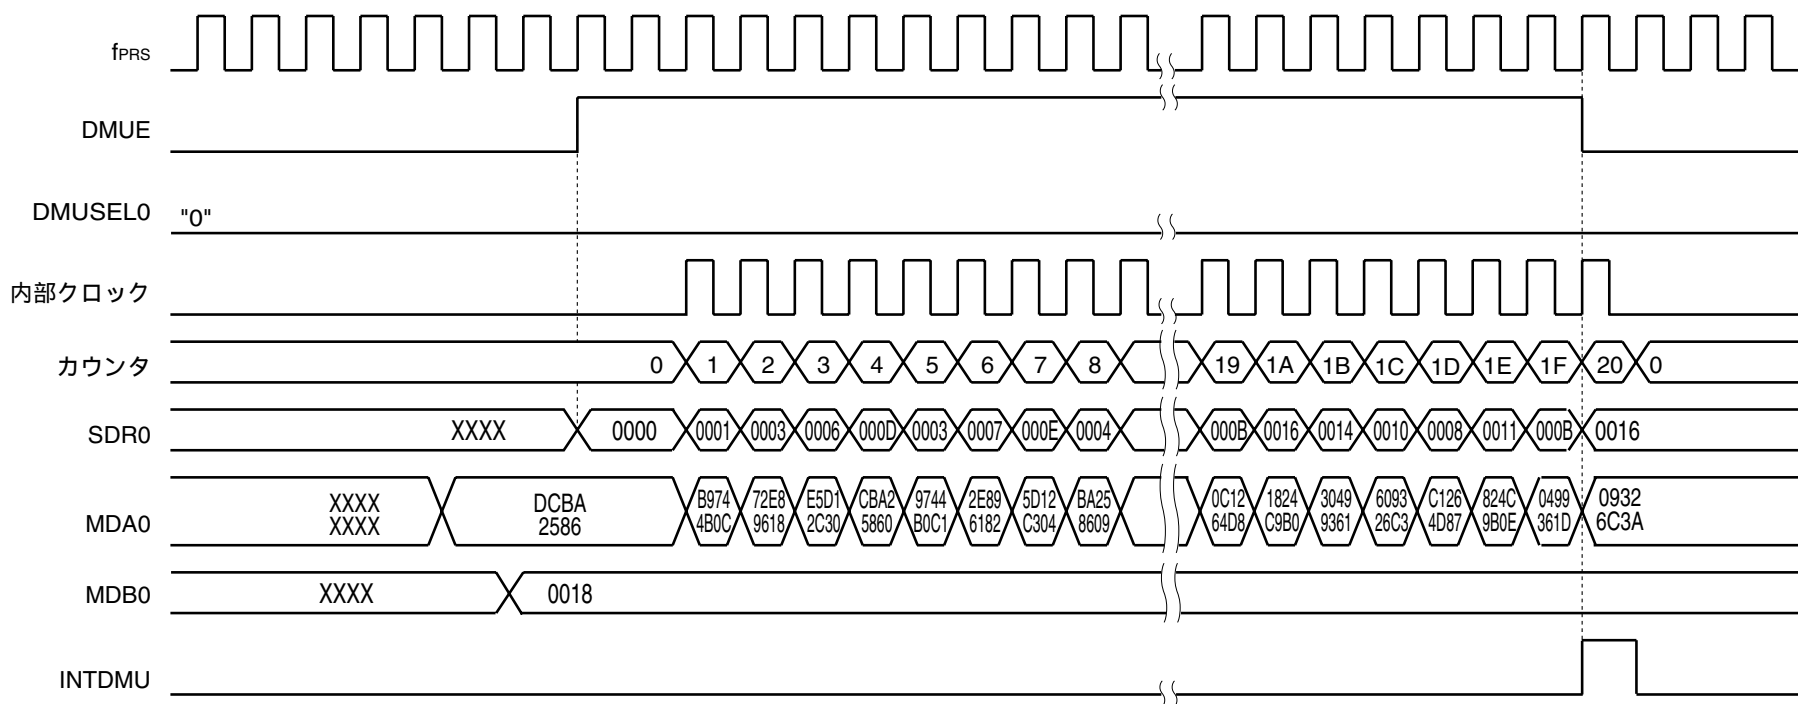 fPRS
DMUE
DMUSEL0 "0"
内部クロック
カウンタ 0 1 2 3 4 5 6 7 8 19 1A 1B 1C 1D 1E 1F 20 0
SDR0 XXXX 0000 0001 0003 0006 000D 0003 0007 000E 0004 000B 0016 0014 0010 0008 0011 000B 0016
XXXX DCBA B974 72E8 E5D1 CBA2 9744 2E89 5D12 BA25 0C12 1824 3049 6093 C126 824C 0499 0932
MDA0 XXXX 2586 4B0C 9618 2C30 5860 B0C1 6182 C304 8609 64D8 C9B0 9361 26C3 4D87 9B0E 361D 6C3A
MDB0 XXXX 0018
INTDMU